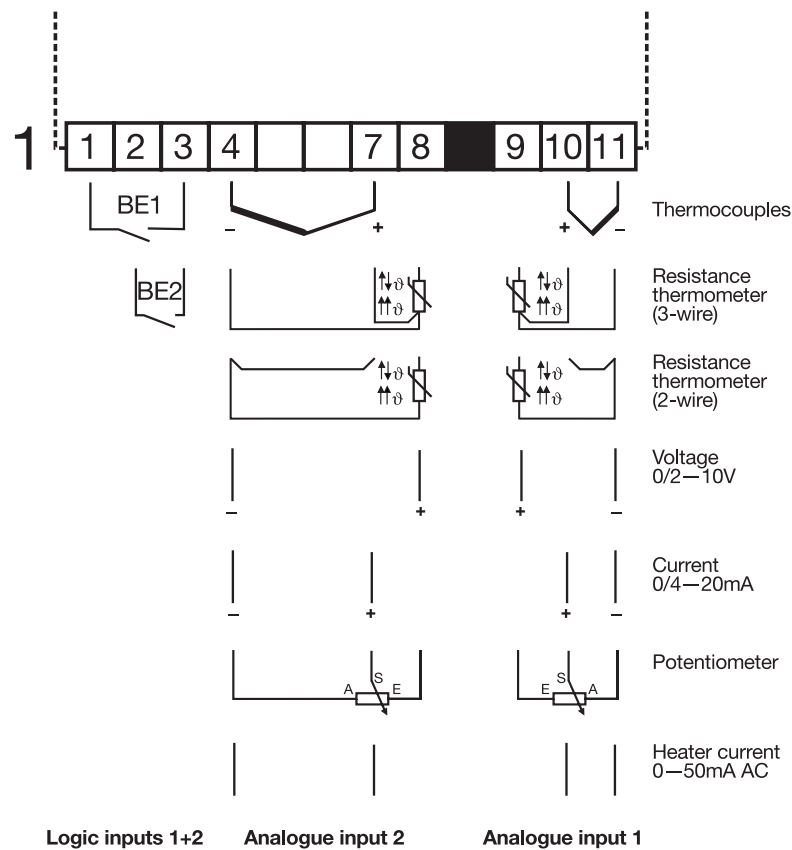 1 1 2 3 4 7 8 9 10 11
BE1
– + + –
Thermocouples
BE2
ϑ ϑ
ϑ ϑ
Resistance
thermometer
(3-wire)
ϑ ϑ
ϑ ϑ
Resistance
thermometer
(2-wire)
Voltage
0/2—10V
– + + –
Current
0/4—20mA
– + + –
Potentiometer
A S E E S A
Heater current
0—50mA AC
Logic inputs 1+2 Analogue input 2 Analogue input 1